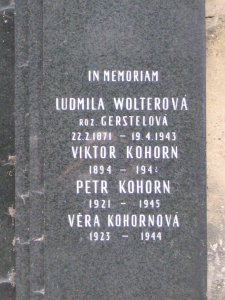 IN MEMORIAM
LUDMILA WOLTEROVÁ
ROZ. GERSTELOVÁ
22.2.1871 – 19.4.1943
VIKTOR KOHORN
1894 –
PETR KOHORN
1921 – 1945
VĚRA KOHORNOVÁ
1923 – 1944